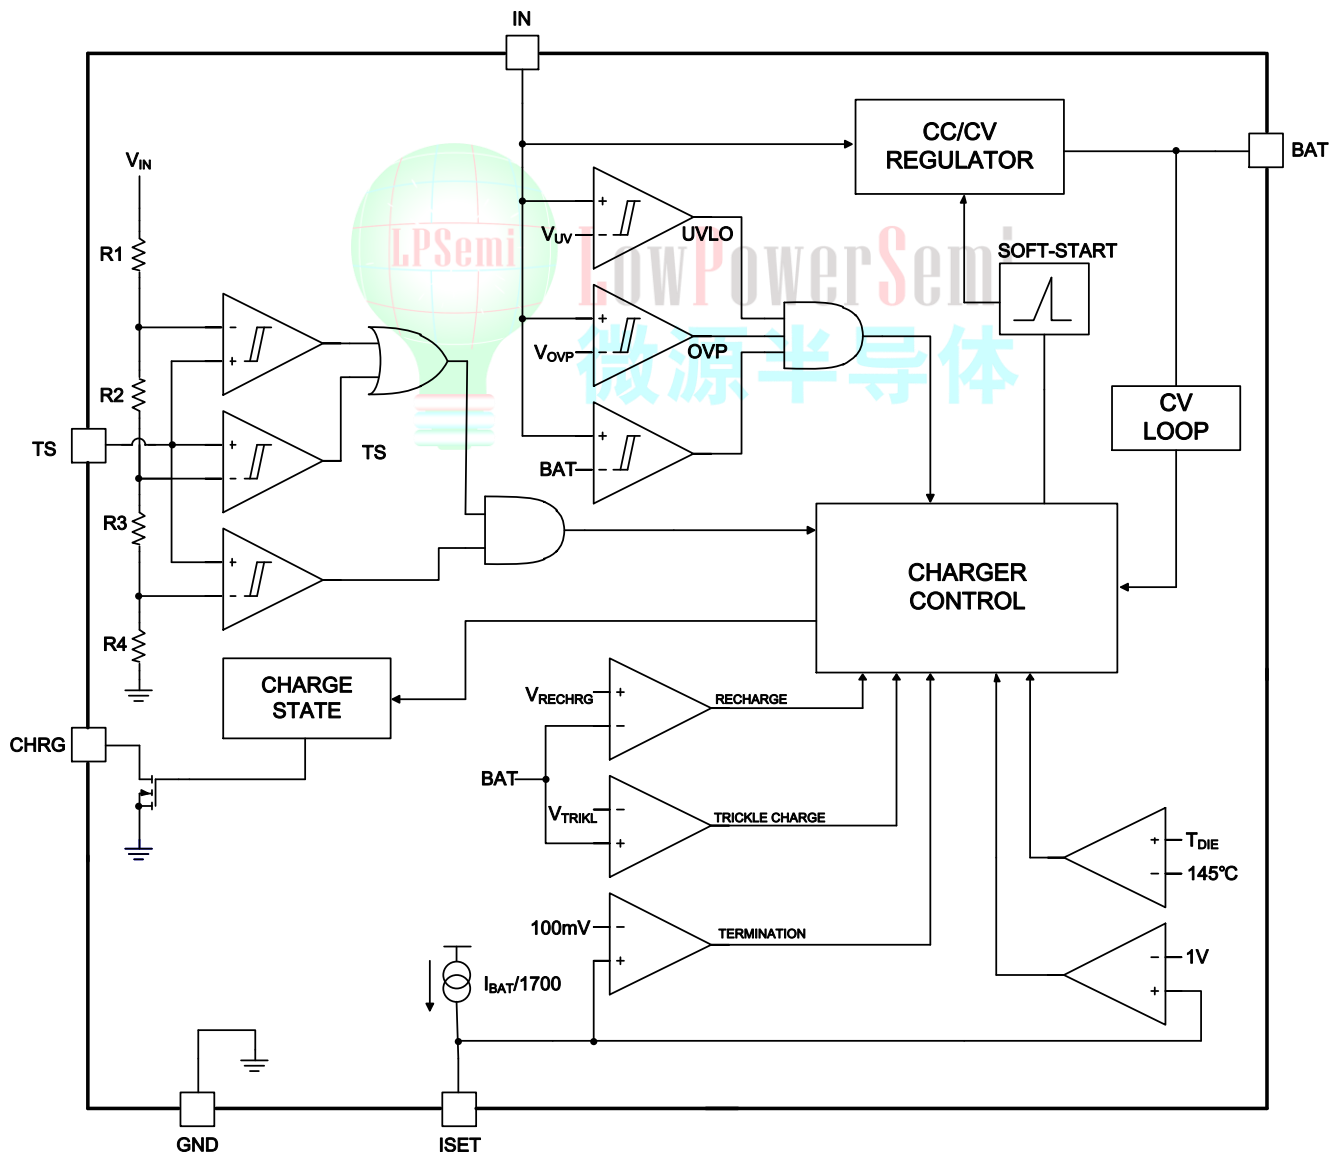 IN
CC/CV
REGULATOR
BAT
VIN
R1
LPSemi
LowPowerSemi
微源半导体
+
VUV
-
UVLO
SOFT-START
-
+
+
VOVP
-
OVP
R2
CV
LOOP
TS
+
-
TS
+
BAT
-
R3
+
-
CHARGER
CONTROL
R4
CHARGE
STATE
VRECHRG
+
-
RECHARGE
CHRG
BAT
VTRIKL
-
+
TRICKLE CHARGE
+
TDIE
-
145℃
100mV
-
+
TERMINATION
-
1V
+
IBAT/1700
GND
ISET